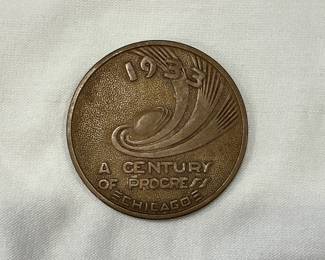 1933
A CENTURY
OF PROGRESS
CHICAGO